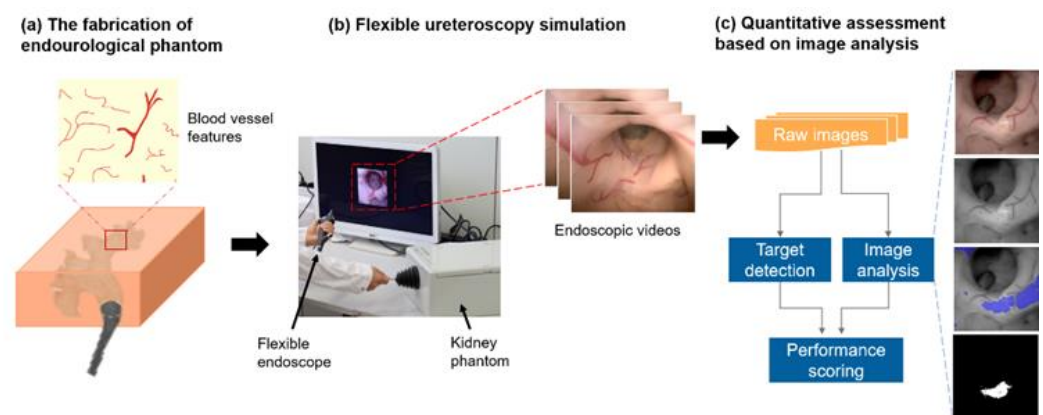 (a) The fabrication of
endourological phantom
Blood vessel
features
(b) Flexible ureteroscopy simulation
Endoscopic videos
Flexible
endoscope
Kidney
phantom
(c) Quantitative assessment
based on image analysis
Raw images
Target
detection
Image
analysis
Performance
scoring